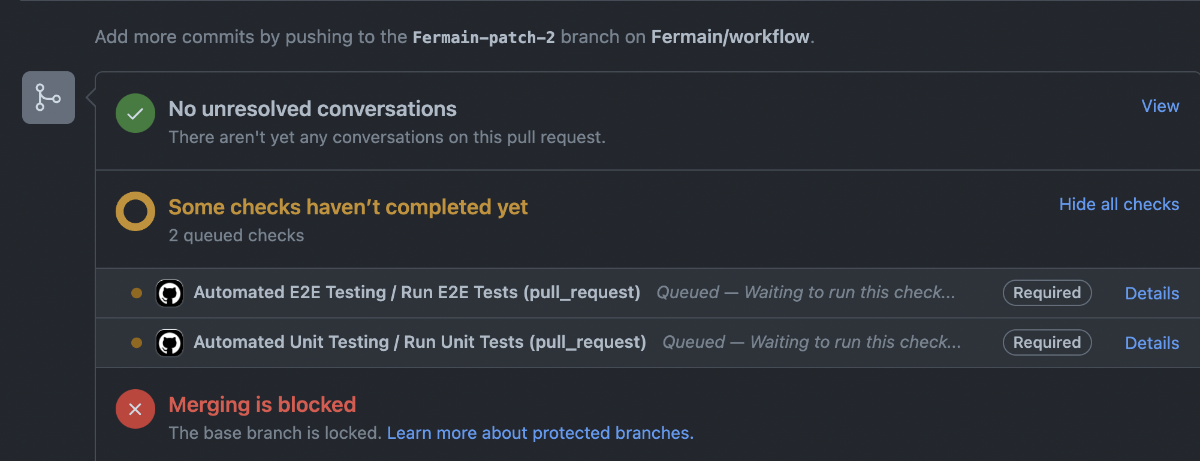 Add more commits by pushing to the Fermain-patch-2 branch on Fermain/workflow.
No unresolved conversations
View
There aren't yet any conversations on this pull request.
Some checks haven’t completed yet
Hide all checks
2 queued checks
Automated E2E Testing / Run E2E Tests (pull_request) Queued — Waiting to run this check... Required Details
Automated Unit Testing / Run Unit Tests (pull_request) Queued — Waiting to run this check... Required Details
Merging is blocked
The base branch is locked. Learn more about protected branches.